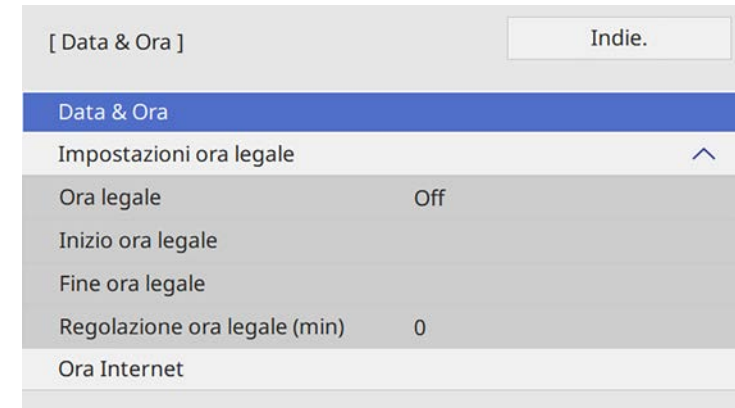 [ Data & Ora ] Indie.
Data & Ora
Impostazioni ora legale
Ora legale Off
Inizio ora legale
Fine ora legale
Regolazione ora legale (min) 0
Ora Internet